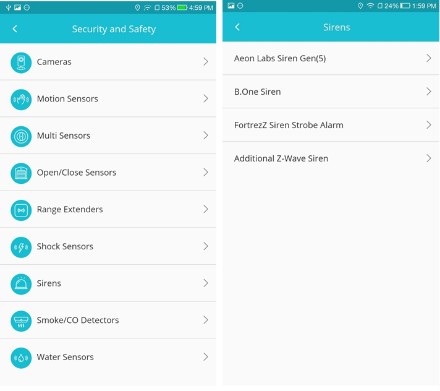 53% 4:59 PM
Security and Safety
Cameras
Motion Sensors
Multi Sensors
Open/Close Sensors
Range Extenders
Shock Sensors
Sirens
Smoke/CO Detectors
Water Sensors
24% 1:59 PM
Sirens
Aeon Labs Siren Gen(5)
B.One Siren
FortrezZ Siren Strobe Alarm
Additional Z-Wave Siren